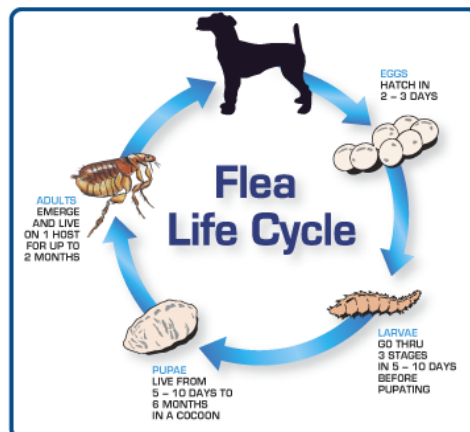 EGGS
HATCH IN
2 – 3 DAYS
Flea
Life Cycle
ADULTS
EMERGE
AND LIVE
ON 1 HOST
FOR UP TO
2 MONTHS
LARVAE
GO THRU
3 STAGES
IN 5 – 10 DAYS
BEFORE
PUPATING
PUPAE
LIVE FROM
5 – 10 DAYS TO
6 MONTHS
IN A COCOON